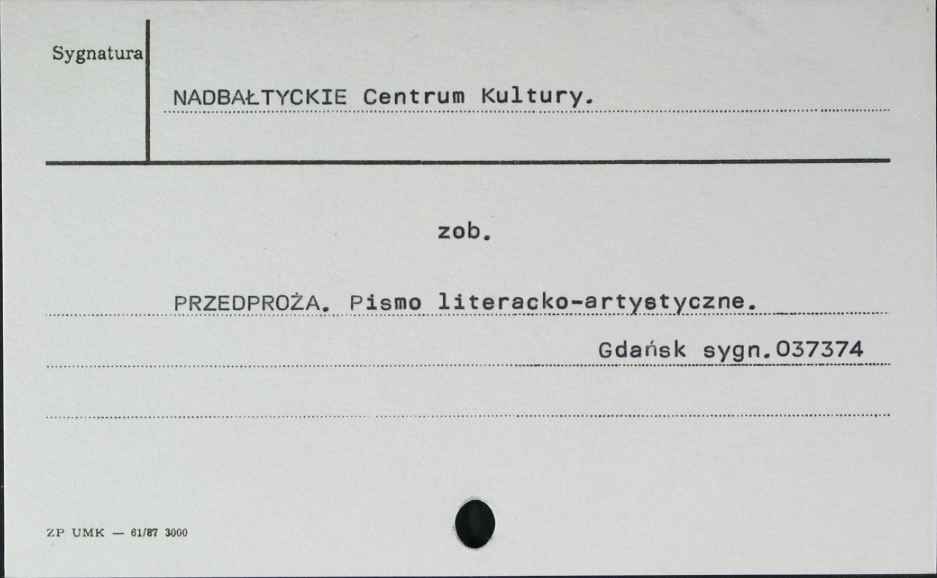 Sygnatura
NADBAŁTYCKIE Centrum Kultury.
zob.
PRZEDPROŻA. Pismo literacko-artystyczne.
Gdańsk sygn.037374
ZP UMK — 61/87 3000